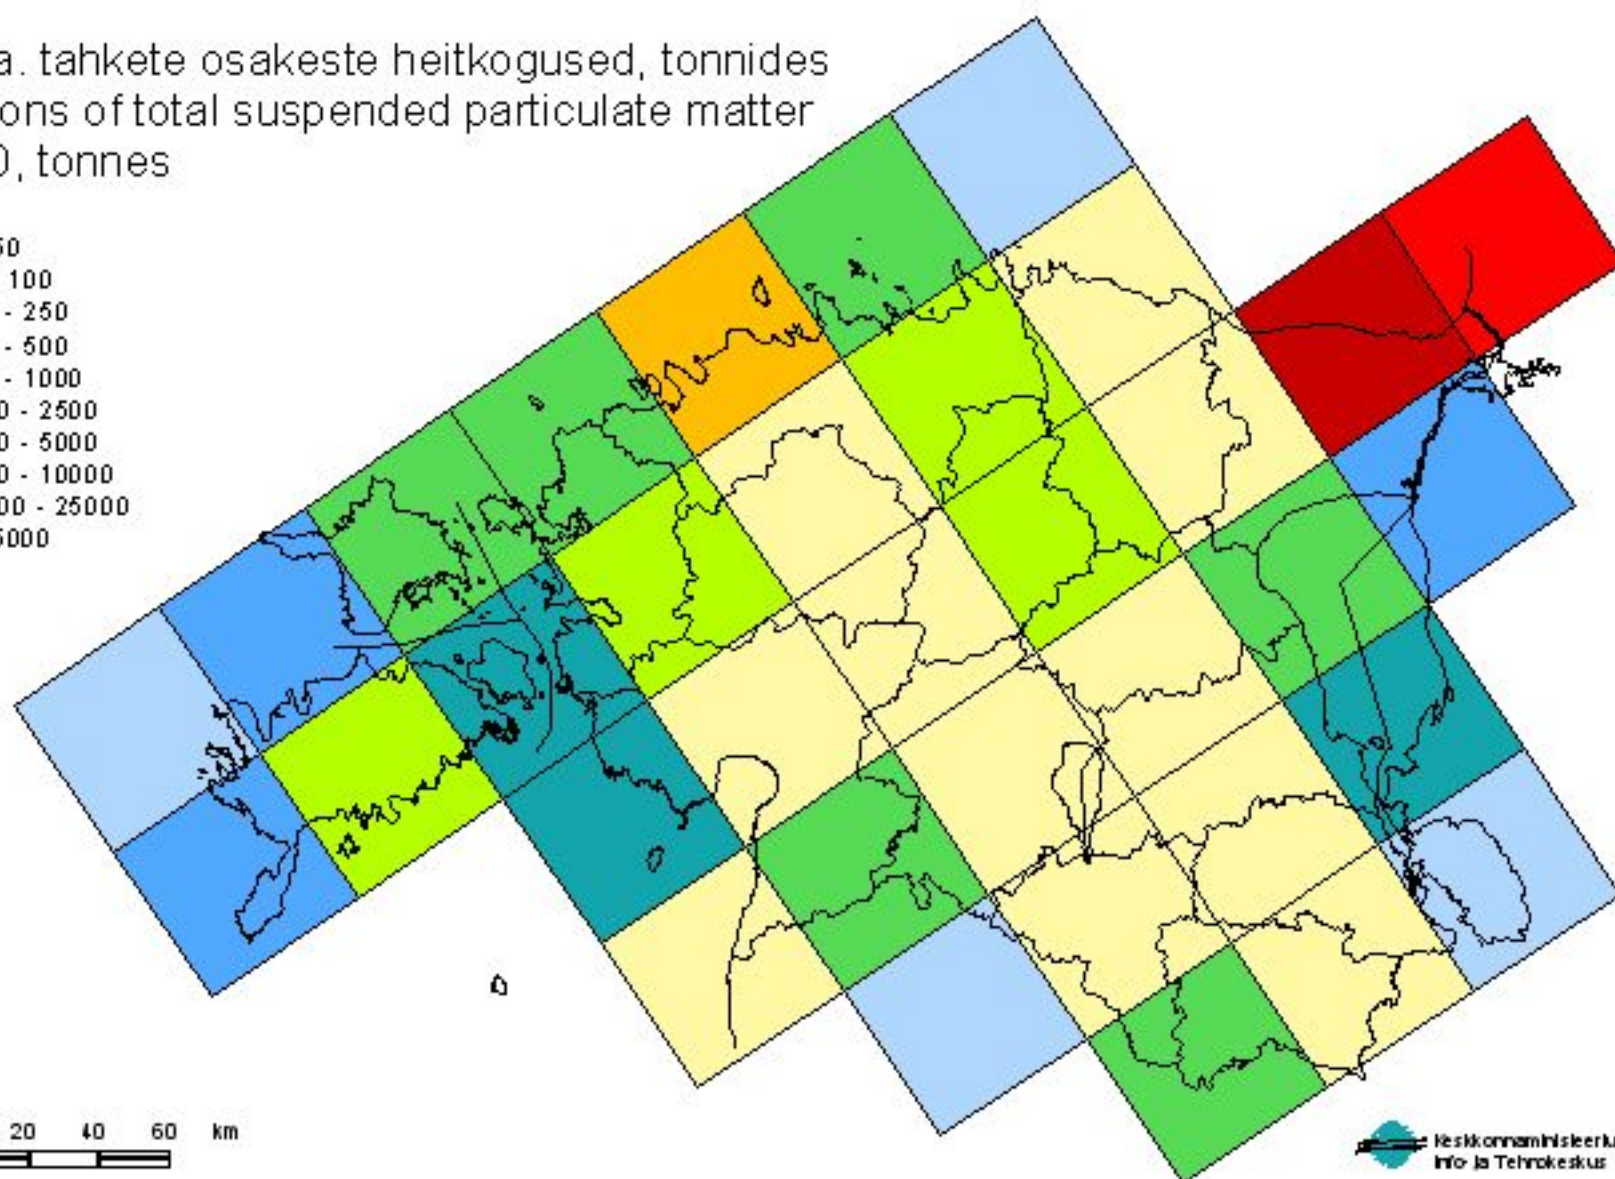 a. tahkete osakeste heitkogused, tonnides
ons of total suspended particulate matter
0, tonnes
50
100
- 250
- 500
- 1000
0 - 2500
0 - 5000
0 - 10000
00 - 25000
5000
20 40 60 km
Keskkonnaministeeriu
Info- ja Tehnokeskus